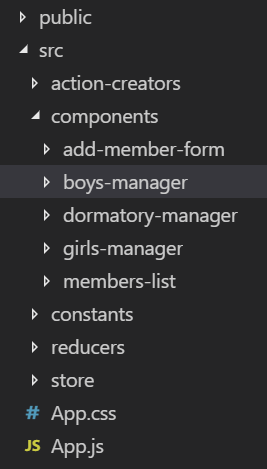 public
src
action-creators
components
add-member-form
boys-manager
dormatory-manager
girls-manager
members-list
constants
reducers
store
# App.css
JS App.js